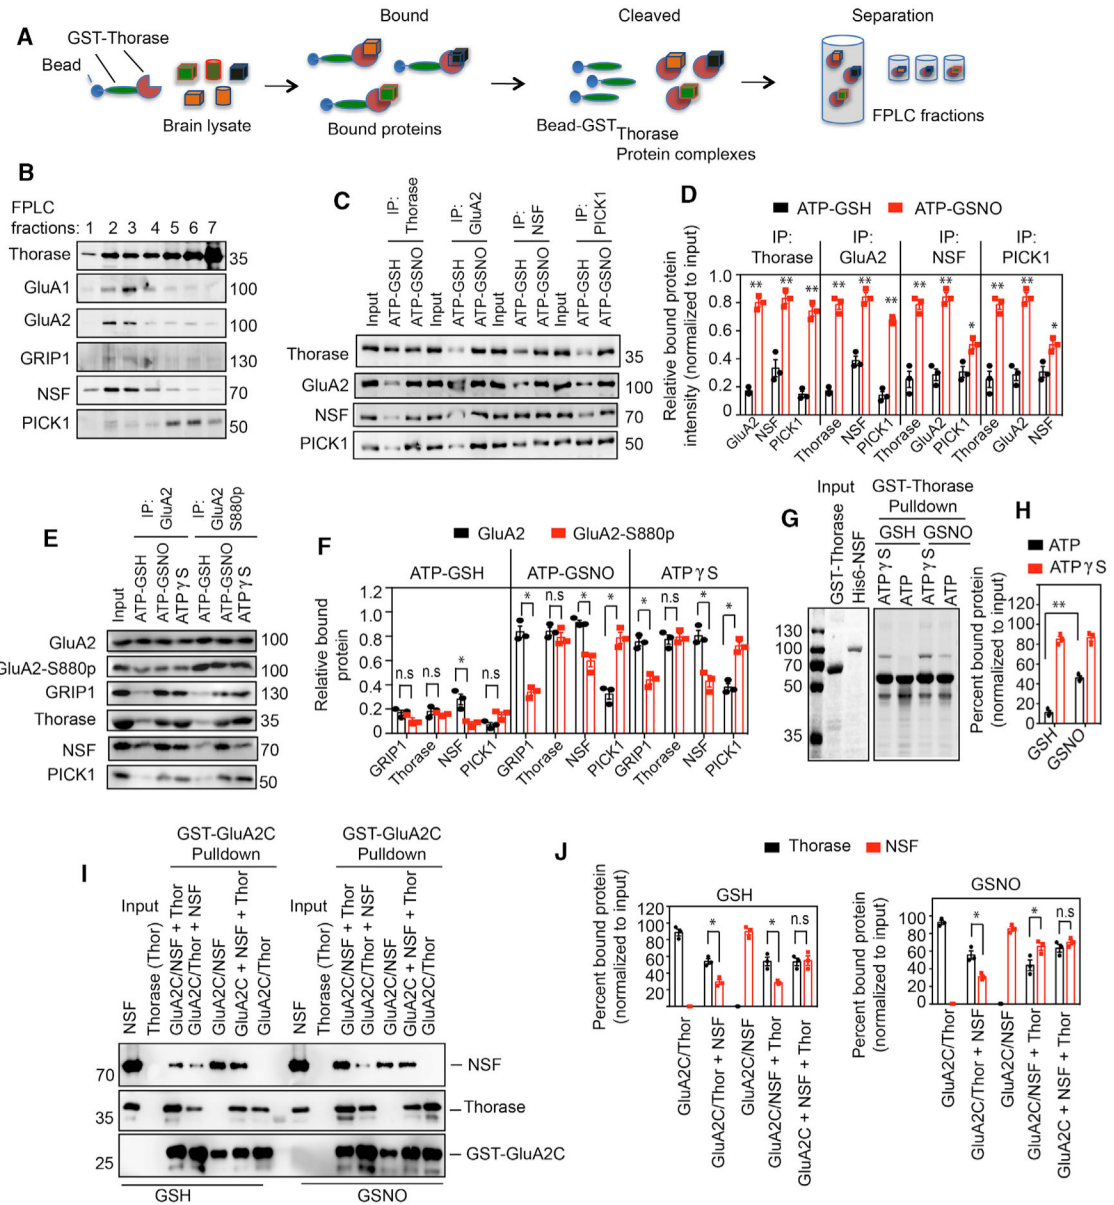 A
GST-Thorase
Bead
Brain lysate
Bound
Bound proteins
Cleaved
Bead-GST
Thorase
Protein complexes
Separation
FPLC fractions
B
FPLC
fractions: 1 2 3 4 5 6 7
Thorase 35
GluA1 100
GluA2 100
GRIP1 130
NSF 70
PICK1 50
C
IP: Thorase
IP: GluA2
IP: NSF
IP: PICK1
Input ATP-GSH ATP-GSNO Input ATP-GSH ATP-GSNO Input ATP-GSH ATP-GSNO Input ATP-GSH ATP-GSNO
Thorase 35
GluA2 100
NSF 70
PICK1 50
D
ATP-GSH ATP-GSNO
IP: Thorase
IP: GluA2
IP: NSF
IP: PICK1
Relative bound protein
intensity (normalized to input)
1.0
0.8
0.6
0.4
0.2
0
** ** ** ** ** ** ** ** * ** ** *
GluA2 NSF PICK1 Thorase NSF PICK1 Thorase GluA2 PICK1 Thorase GluA2 NSF
E
IP: GluA2
IP: GluA2 S880p
Input ATP-GSH ATP-GSNO ATPγS ATP-GSH ATP-GSNO ATPγS
GluA2 100
GluA2-S880p 100
GRIP1 130
Thorase 35
NSF 70
PICK1 50
F
GluA2 GluA2-S880p
ATP-GSH ATP-GSNO ATPγS
Relative bound
protein
1.2
1.0
0.8
0.6
0.4
0.2
0
n.s n.s * n.s * n.s * * * n.s * *
GRIP1 Thorase NSF PICK1 GRIP1 Thorase NSF PICK1 GRIP1 Thorase NSF PICK1
G
Input
GST-Thorase
His6-NSF
GST-Thorase
Pulldown
GSH GSNO
ATPγS ATP ATPγS ATP
130
100
70
50
35
H
ATP
ATPγS
Percent bound protein
(normalized to input)
120
100
80
60
40
20
0
**
GSH GSNO
I
GST-GluA2C
Pulldown
GST-GluA2C
Pulldown
Input
Input
NSF
Thorase (Thor)
GluA2C/NSF + Thor
GluA2C/Thor + NSF
GluA2C/NSF
GluA2C + NSF + Thor
GluA2C/Thor
NSF
Thorase (Thor)
GluA2C/NSF + Thor
GluA2C/Thor + NSF
GluA2C/NSF
GluA2C + NSF + Thor
GluA2C/Thor
70 NSF
35 Thorase
25 GST-GluA2C
GSH GSNO
J
Thorase NSF
GSH
Percent bound protein
(normalized to input)
120
100
80
60
40
20
* * n.s
GluA2C/Thor
GluA2C/Thor + NSF
GluA2C/NSF
GluA2C/NSF + Thor
GluA2C + NSF + Thor
GSNO
Percent bound protein
(normalized to input)
100
80
60
40
20
0
* * n.s
GluA2C/Thor
GluA2C/Thor + NSF
GluA2C/NSF
GluA2C/NSF + Thor
GluA2C + NSF + Thor